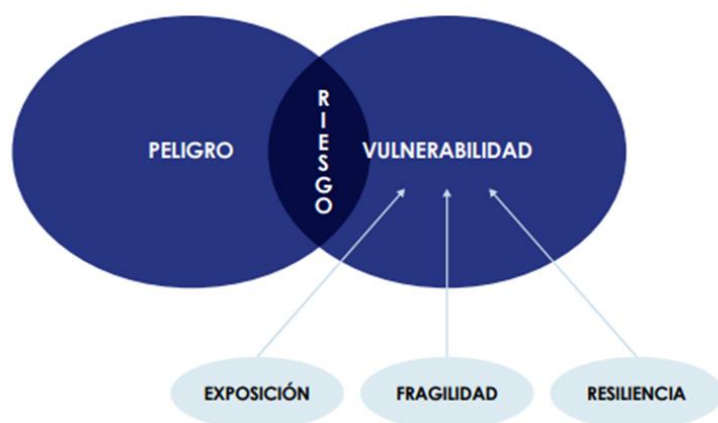 PELIGRO
RIESGO
VULNERABILIDAD
EXPOSICIÓN
FRAGILIDAD
RESILIENCIA